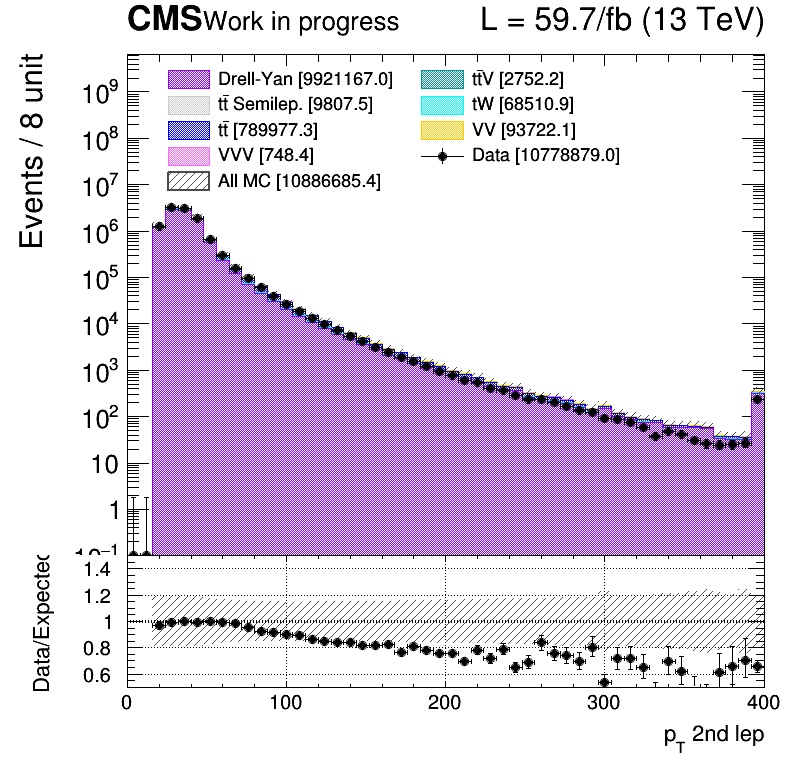 CMS Work in progress L = 59.7/fb (13 TeV)
Events / 8 unit
Drell-Yan [9921167.0]
tt̄ Semilep. [9807.5]
tt̄ [789977.3]
VVV [748.4]
All MC [10886685.4]
tt̄V [2752.2]
tW [68510.9]
VV [93722.1]
Data [10778879.0]
10⁹
10⁸
10⁷
10⁶
10⁵
10⁴
10³
10²
10
1
10⁻¹
Data/Expected
1.4
1.2
1
0.8
0.6
0 100 200 300 400
p_T 2nd lep